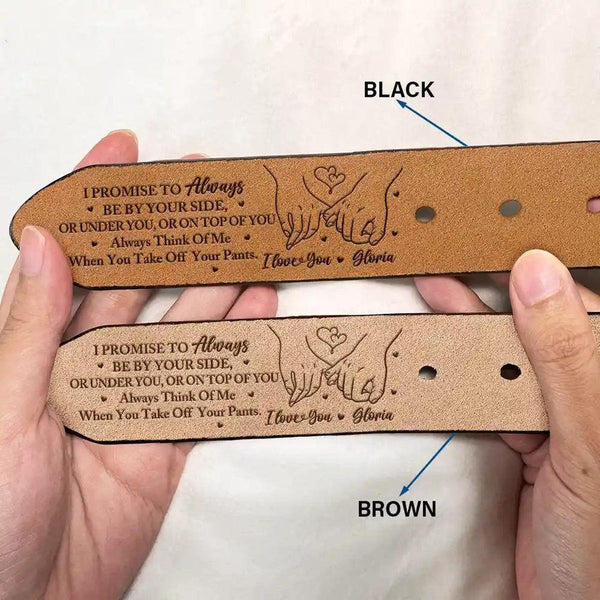 BLACK
I PROMISE TO Always
BE BY YOUR SIDE,
OR UNDER YOU, OR ON TOP OF YOU
Always Think Of Me
When You Take Off Your Pants.
I love You Gloria
I PROMISE TO Always
BE BY YOUR SIDE,
OR UNDER YOU, OR ON TOP OF YOU
Always Think Of Me
When You Take Off Your Pants.
I love You Gloria
BROWN